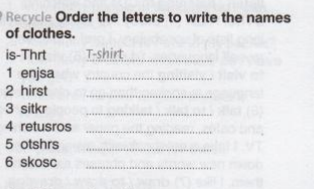 Recycle Order the letters to write the names
of clothes.
is-Thrt T-shirt
1 enjsa
2 hirst
3 sitkr
4 retusros
5 otshrs
6 skosc